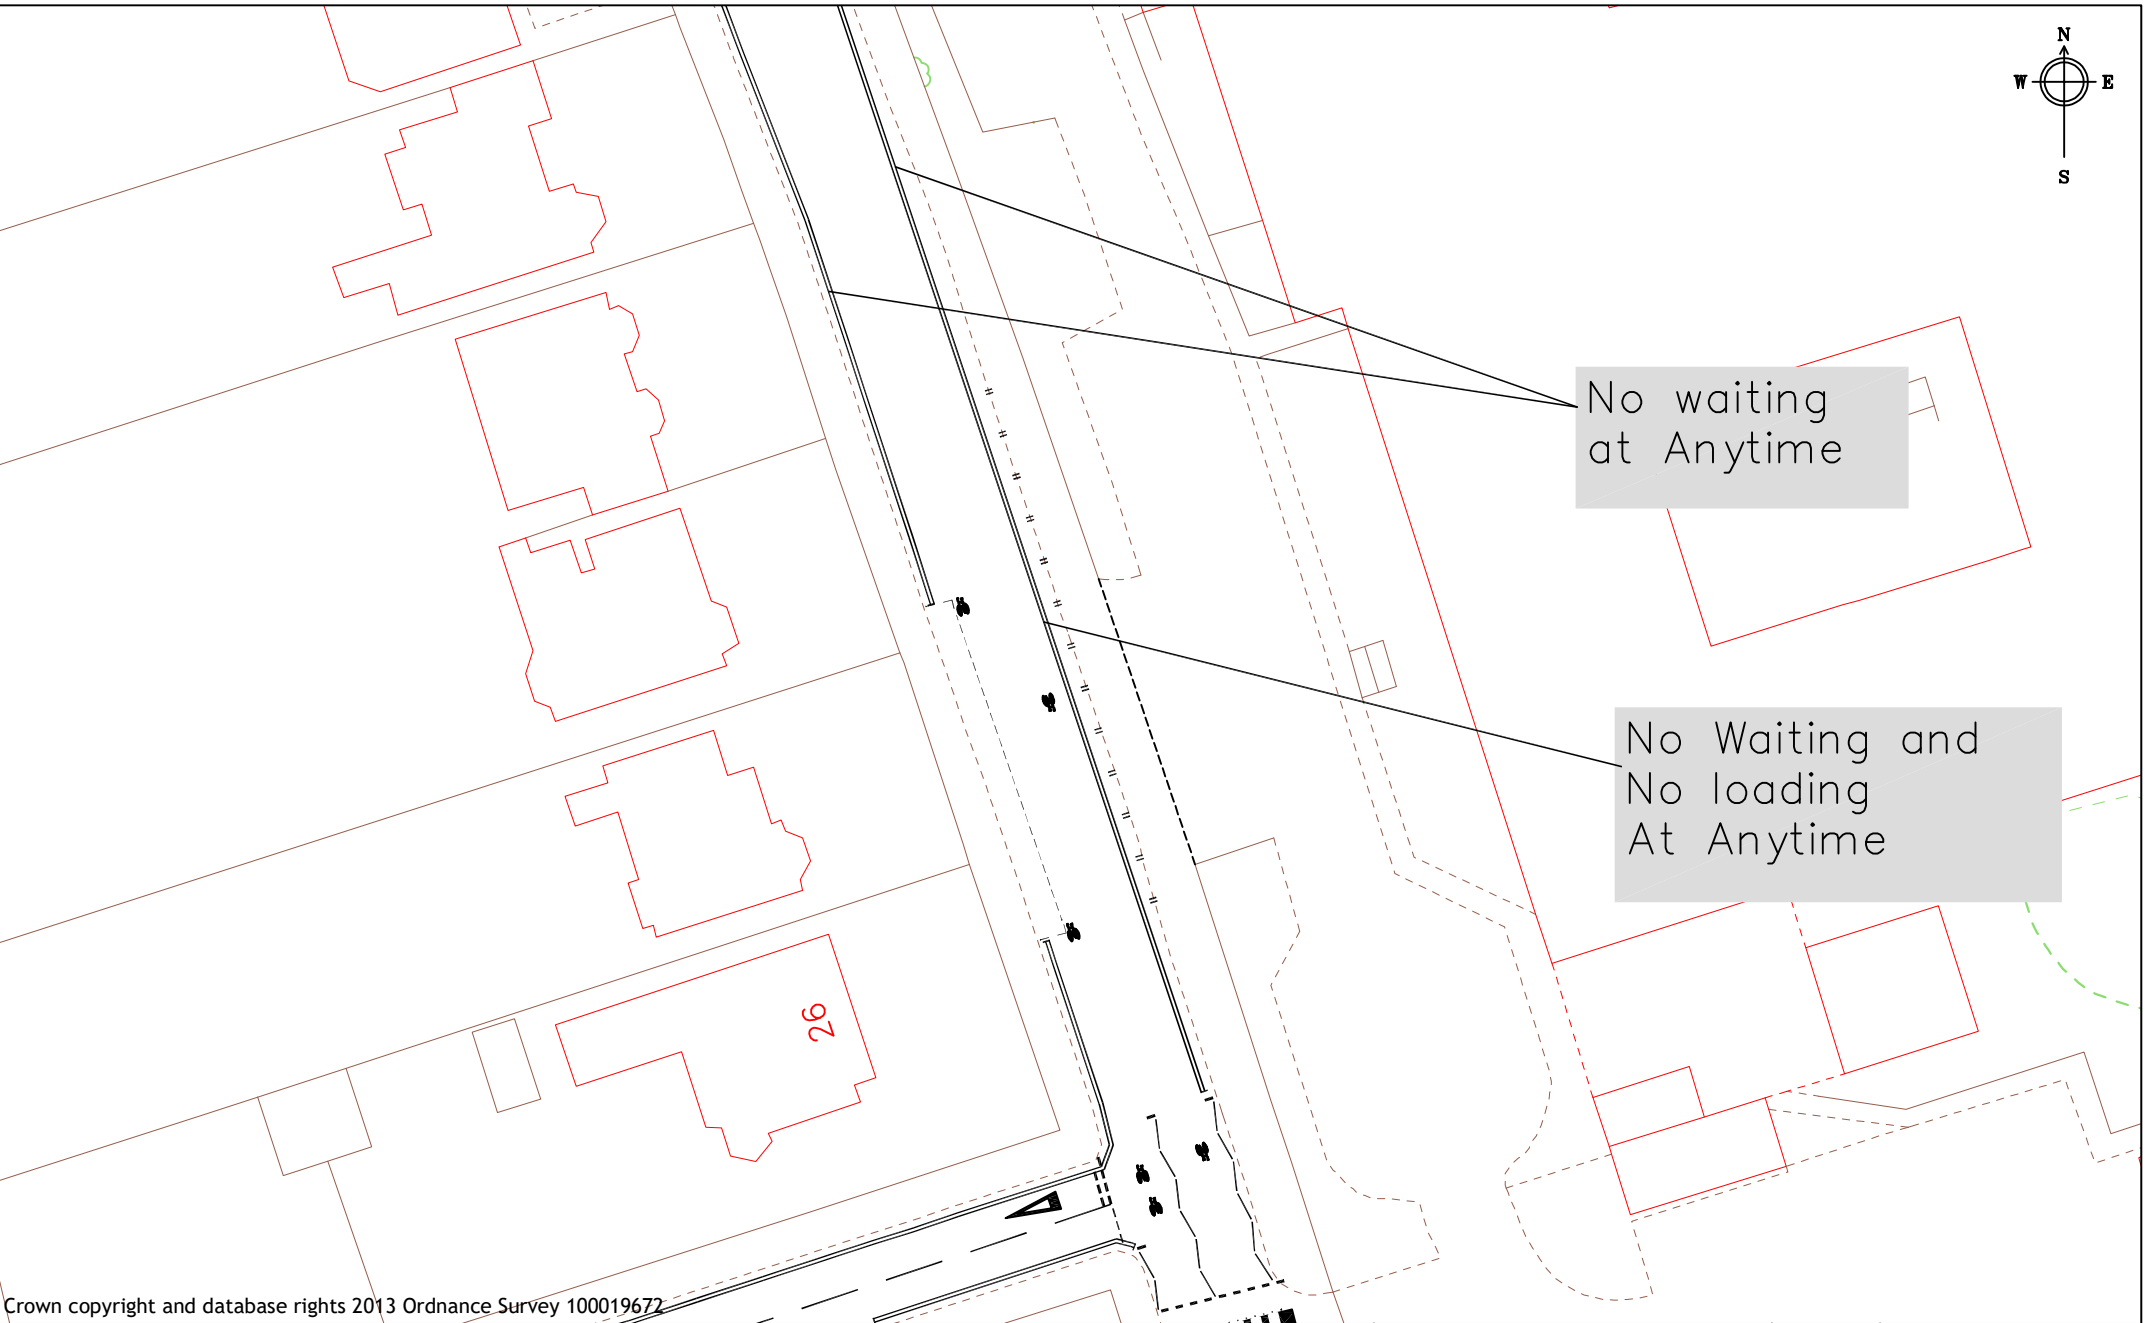 N
W E
S
No waiting
at Anytime
No Waiting and
No loading
At Anytime
26
Crown copyright and database rights 2013 Ordnance Survey 100019672